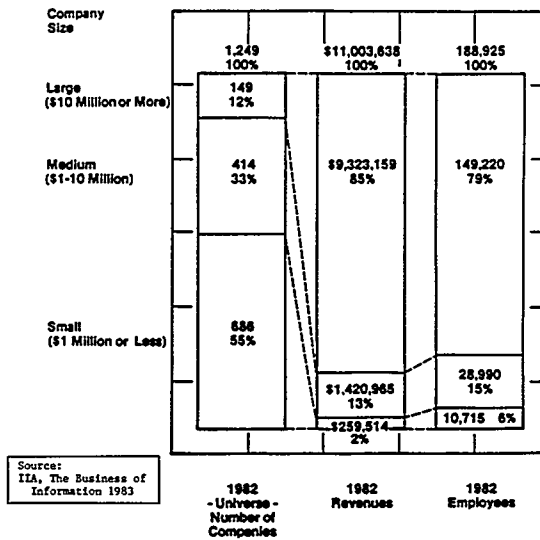 Company
Size
1,249
100%
$11,003,638
100%
188,925
100%
Large
($10 Million or More)
149
12%
Medium
($1-10 Million)
414
33%
$9,323,159
85%
149,220
79%
Small
($1 Million or Less)
686
55%
$1,420,965
13%
28,990
15%
$259,514
2%
10,715 6%
Source:
IIA, The Business of
Information 1983
1982
- Universe -
Number of
Companies
1982
Revenues
1982
Employees